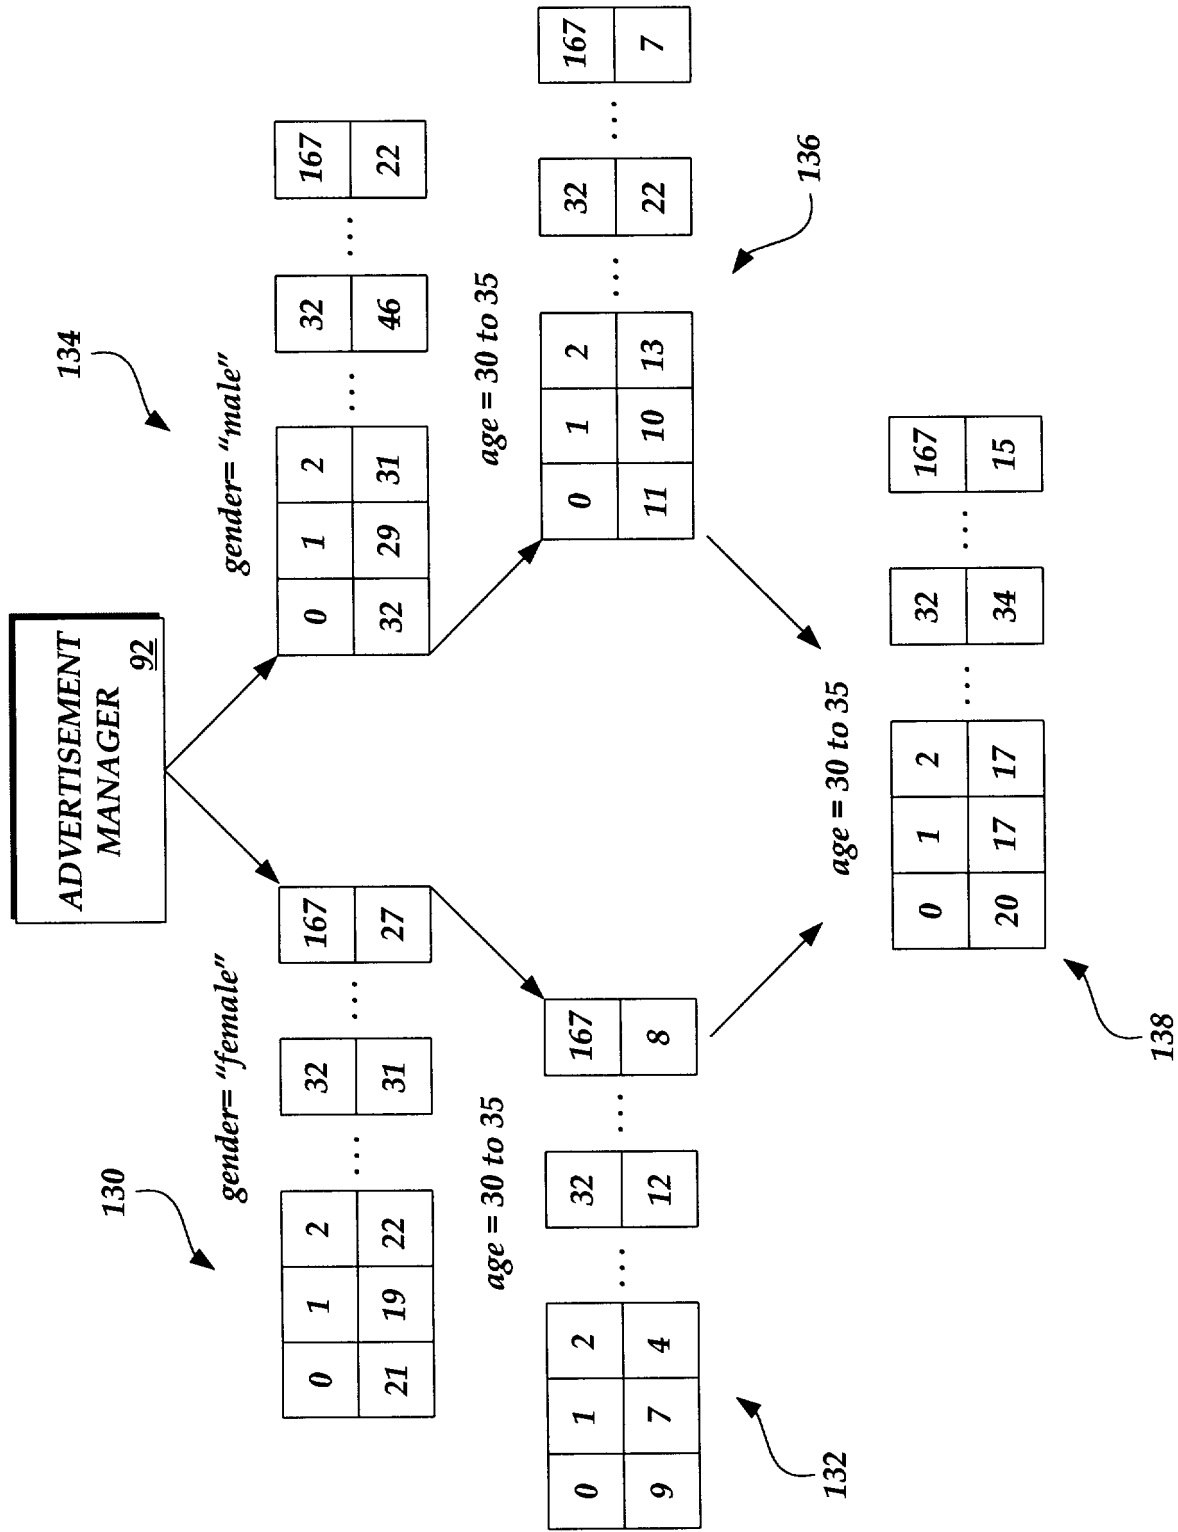 ADVERTISEMENT
MANAGER
92
130
gender= "female"
0 1 2 ... 32 ... 167
21 19 22 31 27
134
gender= "male"
0 1 2 ... 32 ... 167
32 29 31 46 22
age = 30 to 35
0 1 2 ... 32 ... 167
9 7 4 12 8
132
age = 30 to 35
0 1 2 ... 32 ... 167
11 10 13 22 7
136
age = 30 to 35
0 1 2 ... 32 ... 167
20 17 17 34 15
138